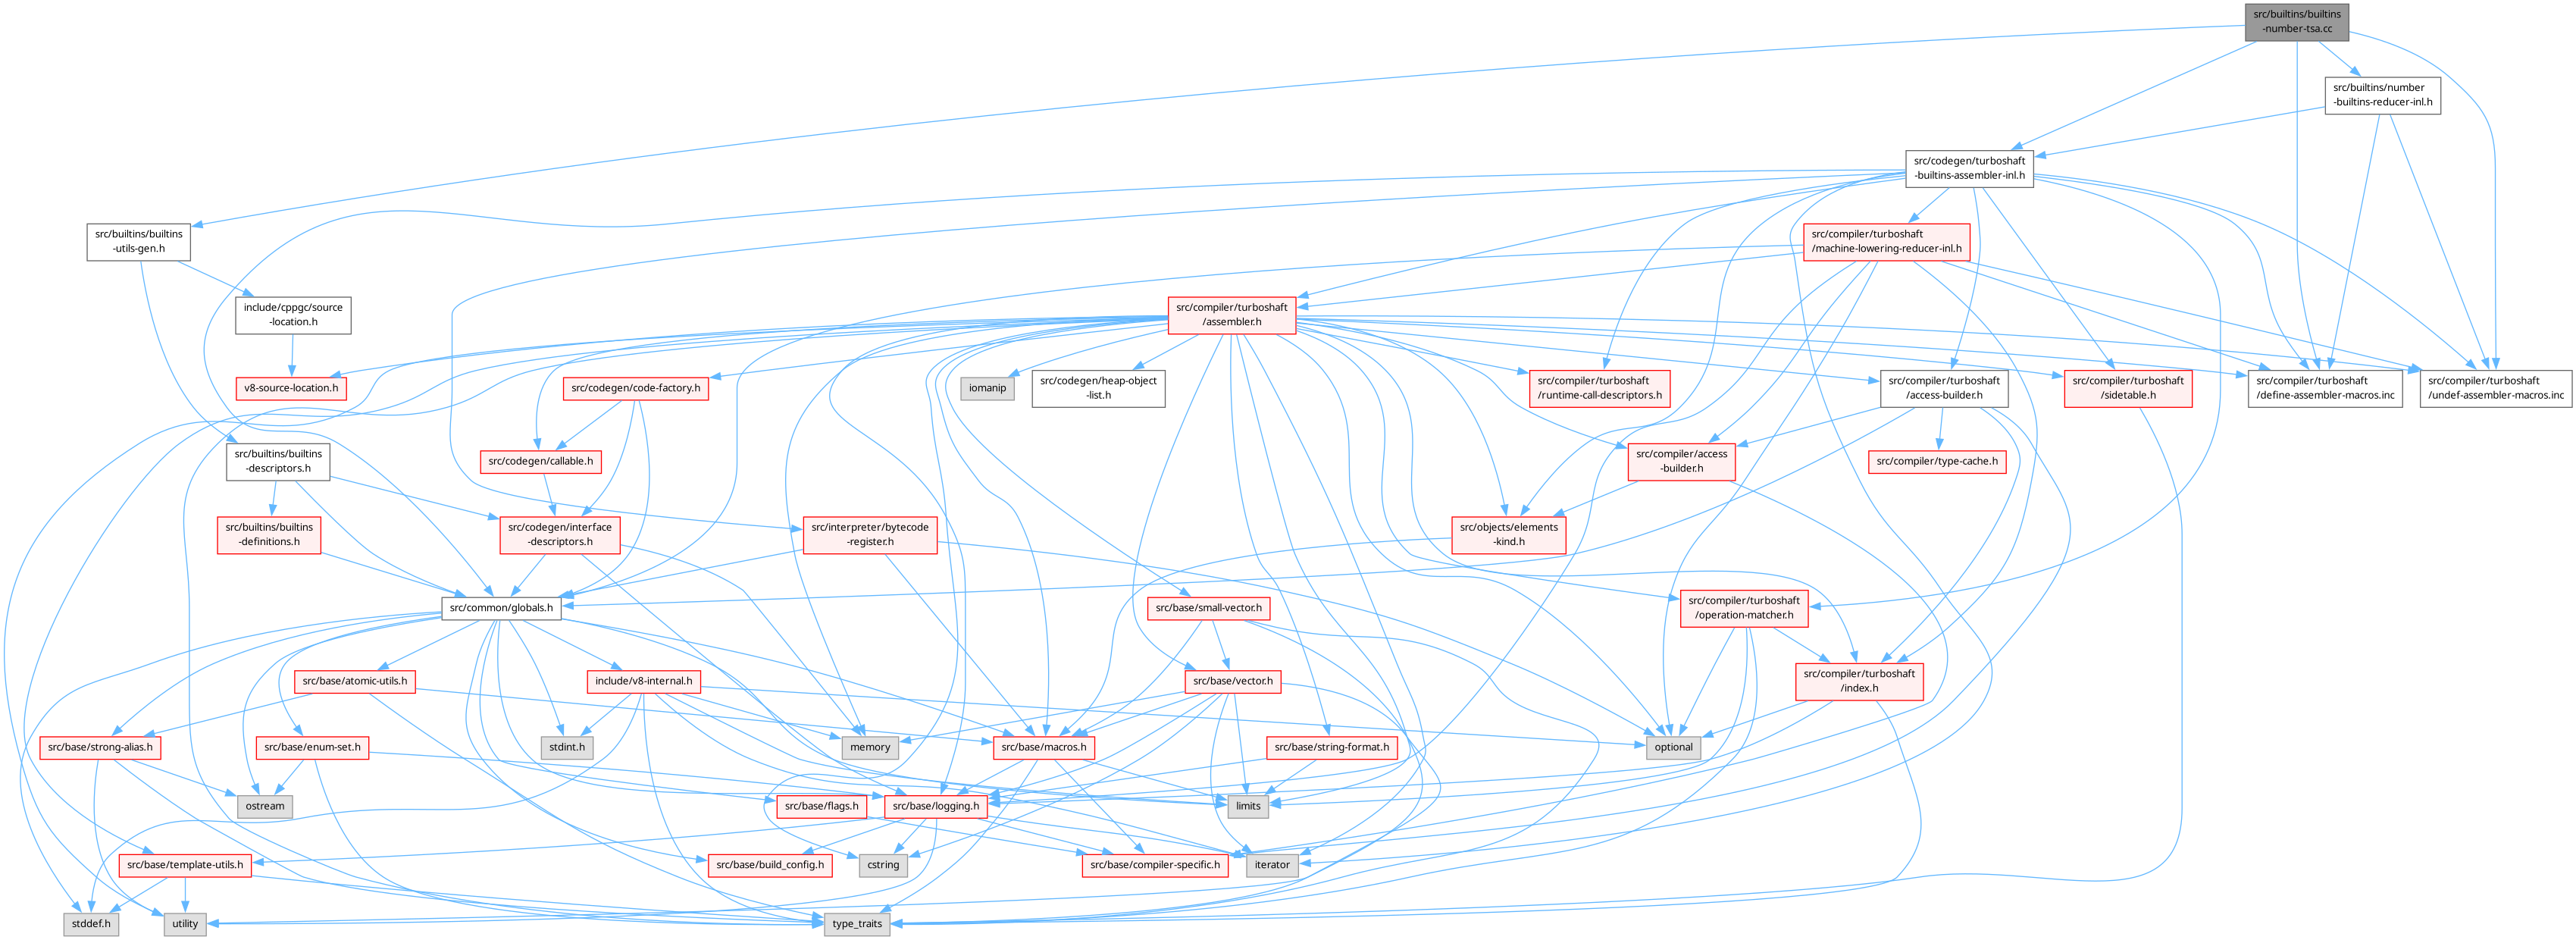 src/builtins/builtins
-number-tsa.cc
src/builtins/number
-builtins-reducer-inl.h
src/codegen/turboshaft
-builtins-assembler-inl.h
src/builtins/builtins
-utils-gen.h
src/compiler/turboshaft
/machine-lowering-reducer-inl.h
include/cppgc/source
-location.h
src/compiler/turboshaft
/assembler.h
v8-source-location.h
src/codegen/code-factory.h
iomanip
src/codegen/heap-object
-list.h
src/compiler/turboshaft
/runtime-call-descriptors.h
src/compiler/turboshaft
/access-builder.h
src/compiler/turboshaft
/sidetable.h
src/compiler/turboshaft
/define-assembler-macros.inc
src/compiler/turboshaft
/undef-assembler-macros.inc
src/builtins/builtins
-descriptors.h
src/codegen/callable.h
src/compiler/access
-builder.h
src/compiler/type-cache.h
src/builtins/builtins
-definitions.h
src/codegen/interface
-descriptors.h
src/interpreter/bytecode
-register.h
src/objects/elements
-kind.h
src/common/globals.h
src/base/small-vector.h
src/compiler/turboshaft
/operation-matcher.h
src/base/atomic-utils.h
include/v8-internal.h
src/base/vector.h
src/compiler/turboshaft
/index.h
src/base/strong-alias.h
src/base/enum-set.h
stdint.h
memory
src/base/macros.h
src/base/string-format.h
optional
ostream
src/base/flags.h
src/base/logging.h
limits
src/base/template-utils.h
src/base/build_config.h
cstring
src/base/compiler-specific.h
iterator
stddef.h
utility
type_traits